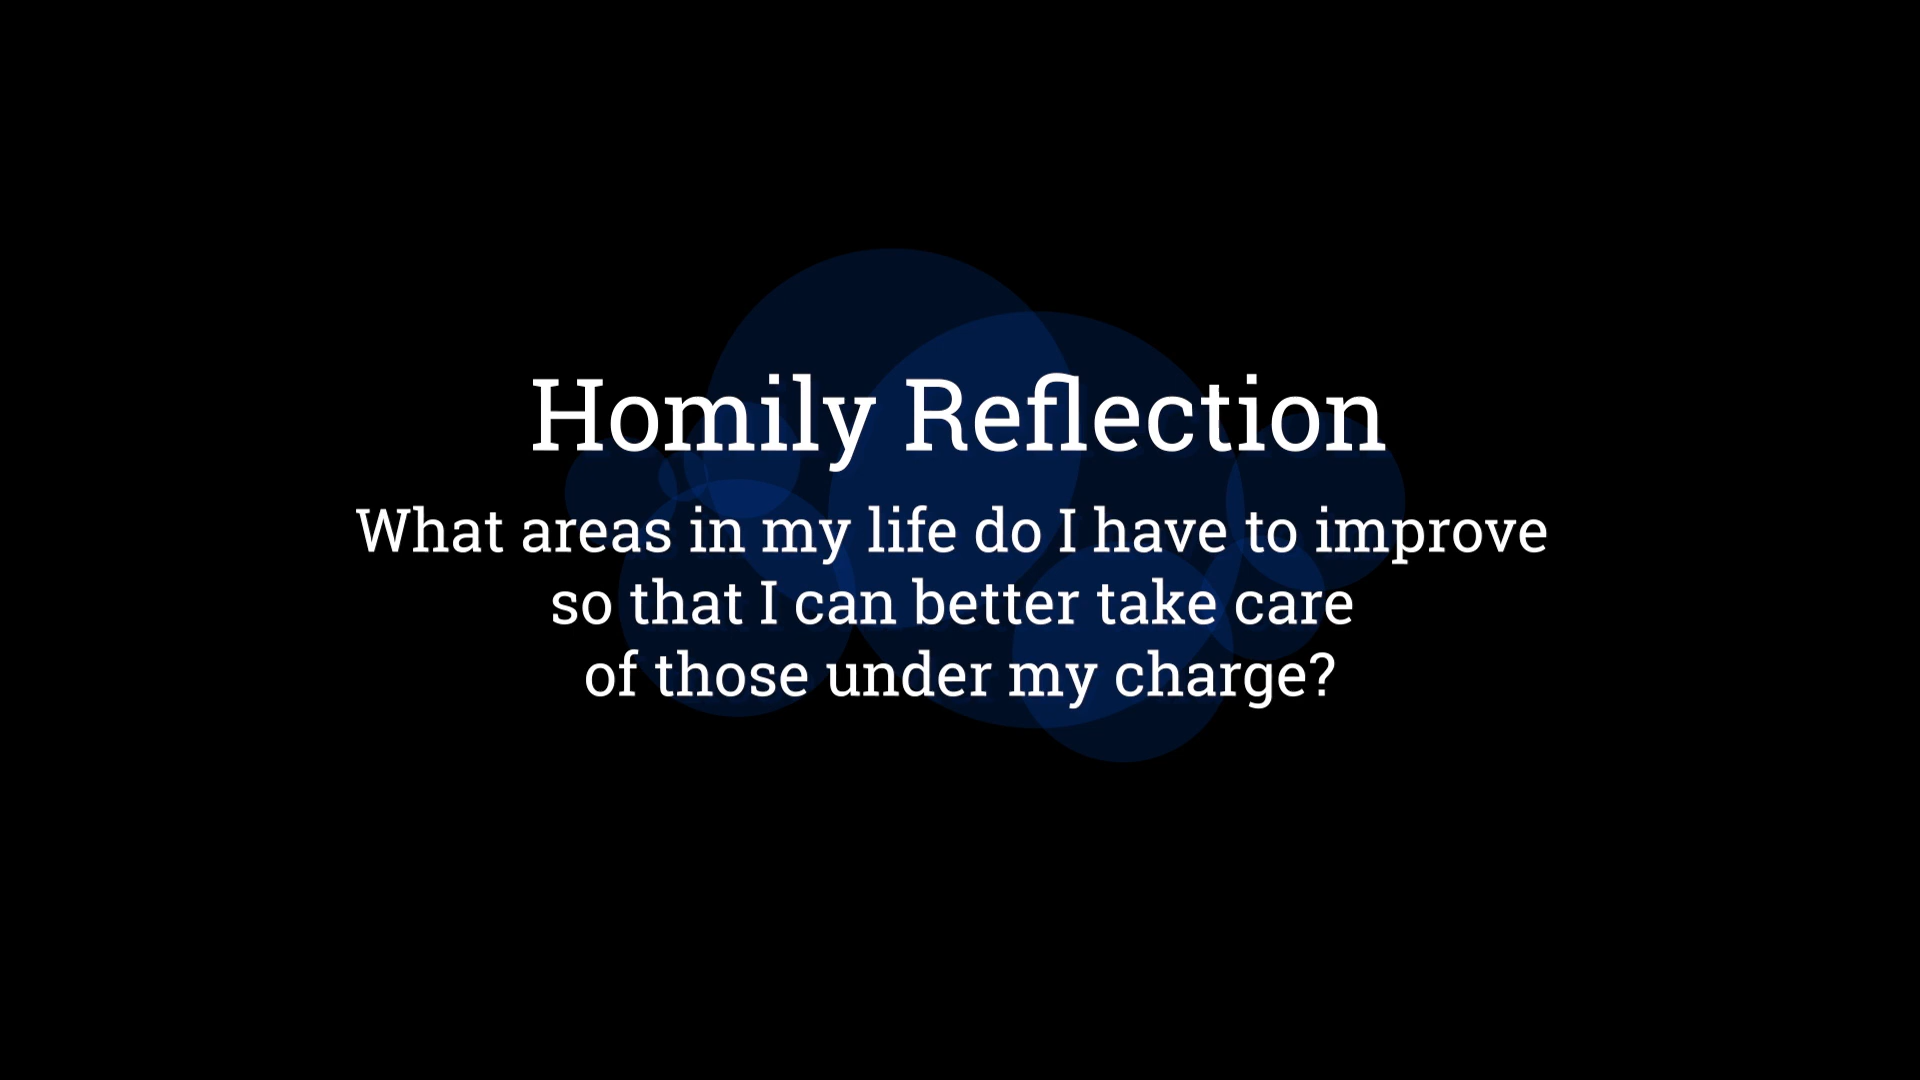 Homily Reflection
What areas in my life do I have to improve
so that I can better take care
of those under my charge?